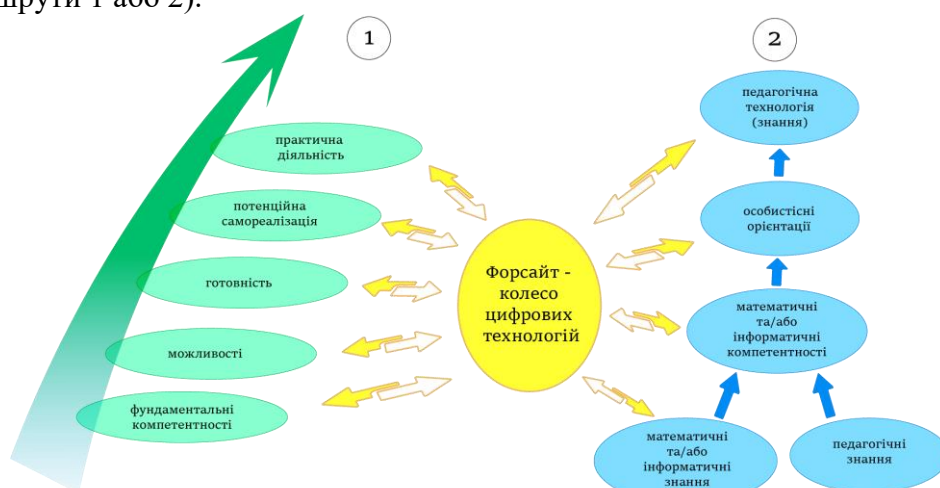 шрути 1 або 2).
1
2
практична
діяльність
потенційна
самореалізація
готовність
можливості
фундаментальні
компетентності
Форсайт -
колесо
цифрових
технологій
педагогічна
технологія
(знання)
особистісні
орієнтації
математичні
та/або
інформатичні
компетентності
математичні
та/або
інформатичні
знання
педагогічні
знання